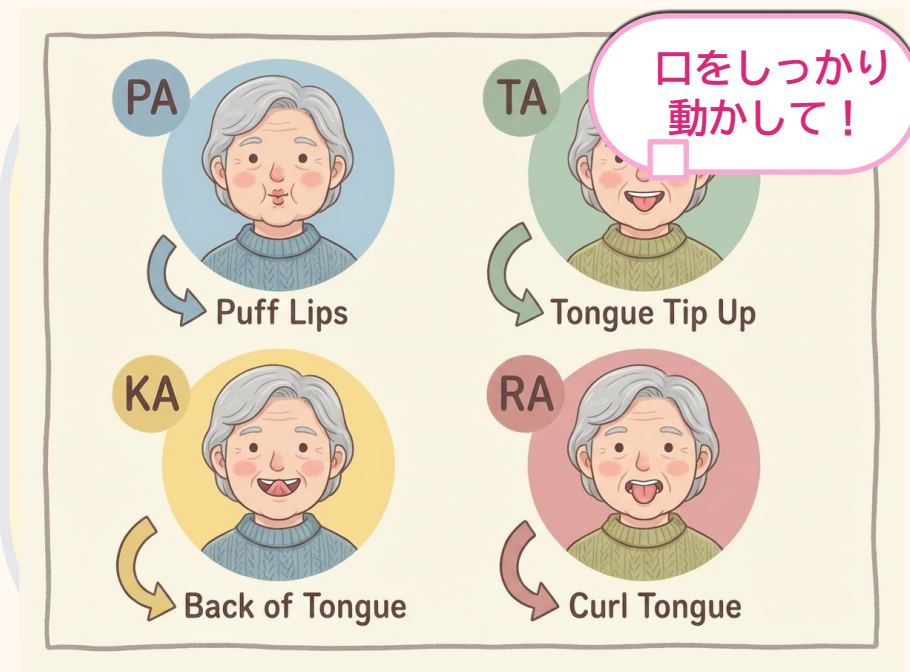 口をしっかり
動かして！
PA
TA
Puff Lips
Tongue Tip Up
KA
RA
Back of Tongue
Curl Tongue